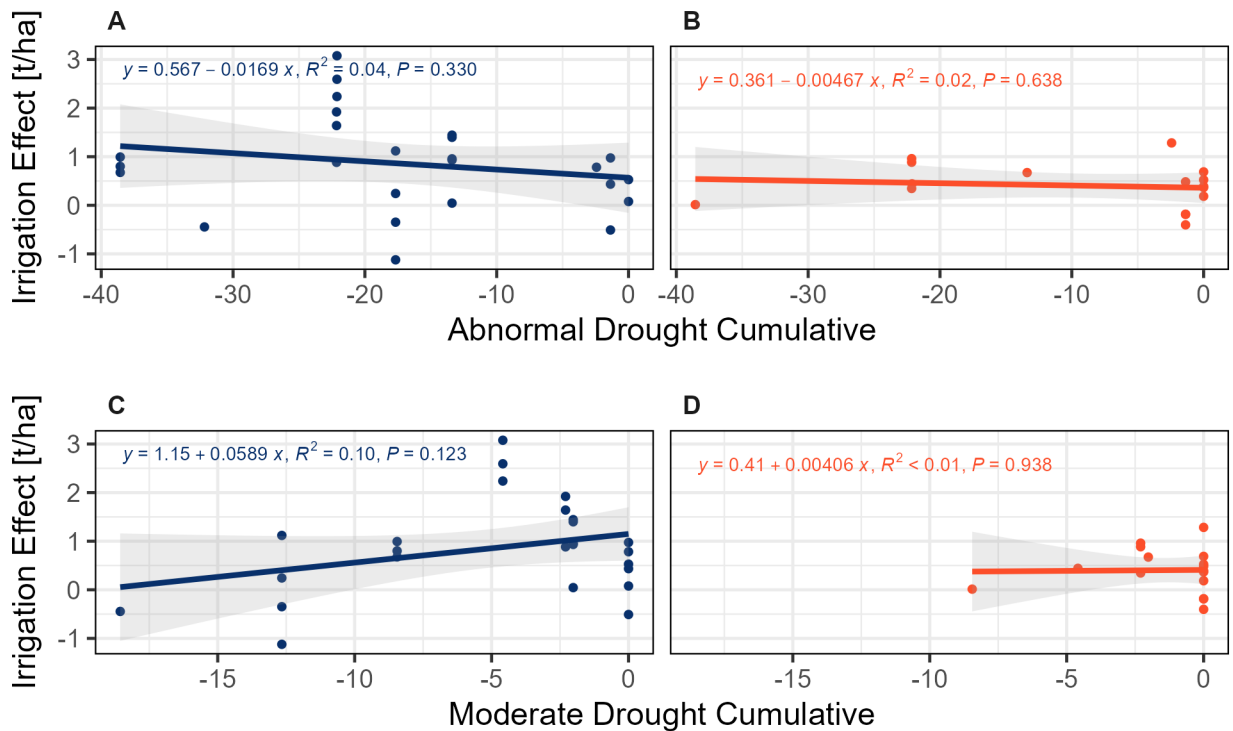 A
B
Irrigation Effect [t/ha]
3
2
1
0
-1
y = 0.567 − 0.0169 x, R² = 0.04, P = 0.330
y = 0.361 − 0.00467 x, R² = 0.02, P = 0.638
-40 -30 -20 -10 0
-40 -30 -20 -10 0
Abnormal Drought Cumulative
C
D
Irrigation Effect [t/ha]
3
2
1
0
-1
y = 1.15 + 0.0589 x, R² = 0.10, P = 0.123
y = 0.41 + 0.00406 x, R² < 0.01, P = 0.938
-15 -10 -5 0
-15 -10 -5 0
Moderate Drought Cumulative